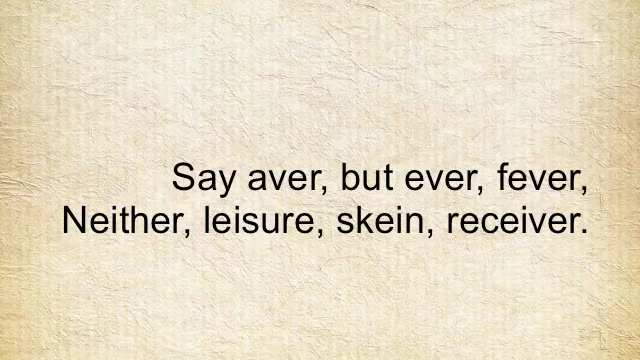 Say aver, but ever, fever,
Neither, leisure, skein, receiver.